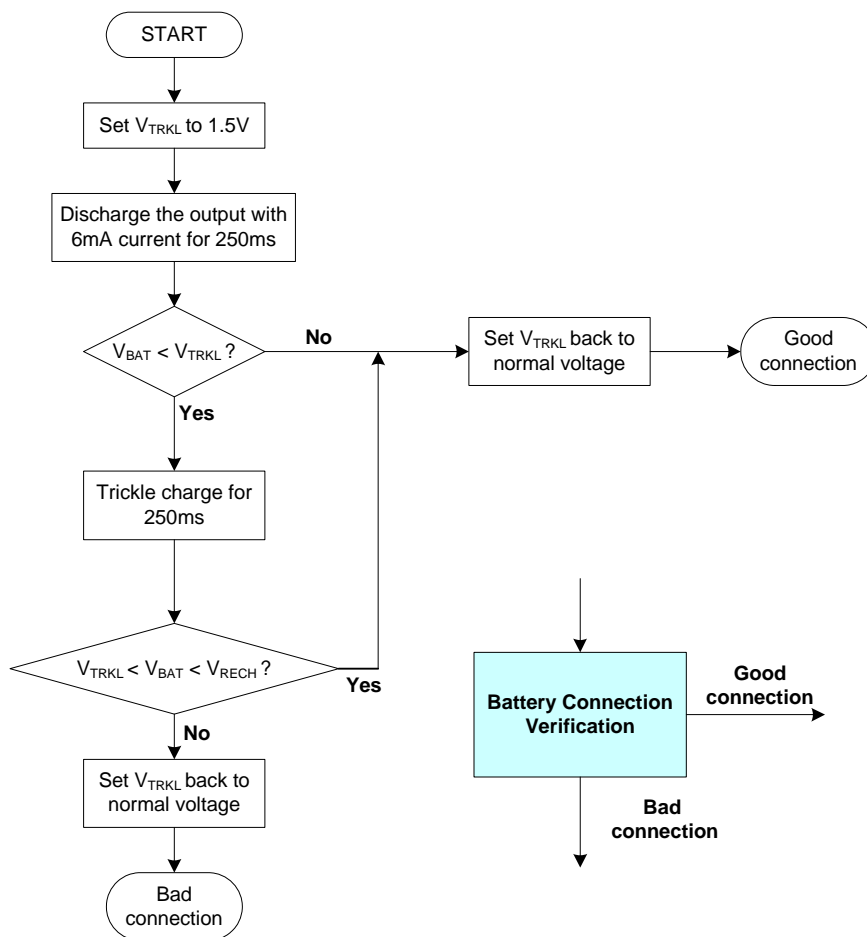 START
Set VTRKL to 1.5V
Discharge the output with
6mA current for 250ms
VBAT < VTRKL ?
No
Set VTRKL back to
normal voltage
Good
connection
Yes
Trickle charge for
250ms
VTRKL < VBAT < VRECH ?
Yes
No
Set VTRKL back to
normal voltage
Bad
connection
Battery Connection
Verification
Good
connection
Bad
connection